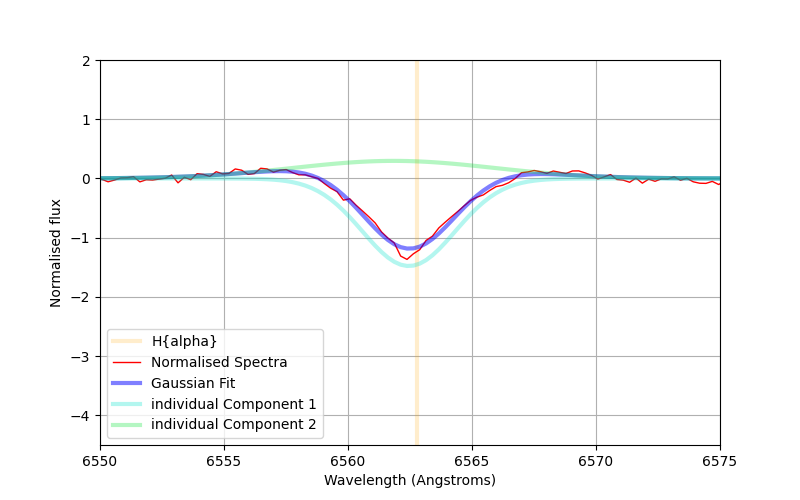 2
1
0
−1
−2
−3
−4
Normalised flux
H{alpha}
Normalised Spectra
Gaussian Fit
individual Component 1
individual Component 2
6550 6555 6560 6565 6570 6575
Wavelength (Angstroms)